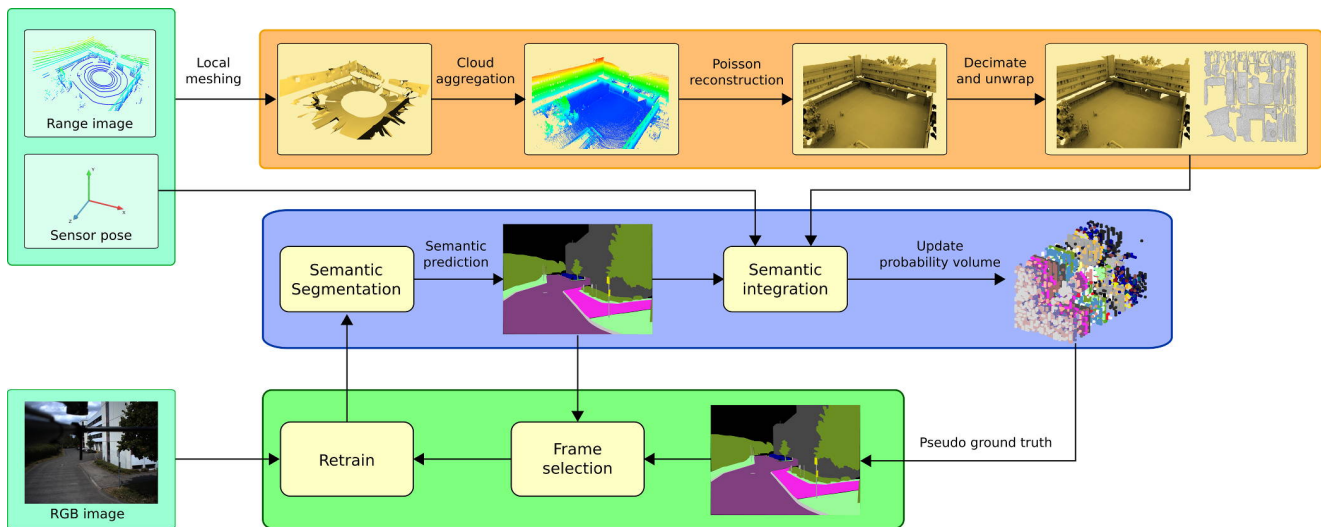 Range image
Local
meshing
Cloud
aggregation
Poisson
reconstruction
Decimate
and unwrap
Y
X
Z
Sensor pose
Semantic
Segmentation
Semantic
prediction
Semantic
integration
Update
probability volume
RGB image
Retrain
Frame
selection
Pseudo ground truth